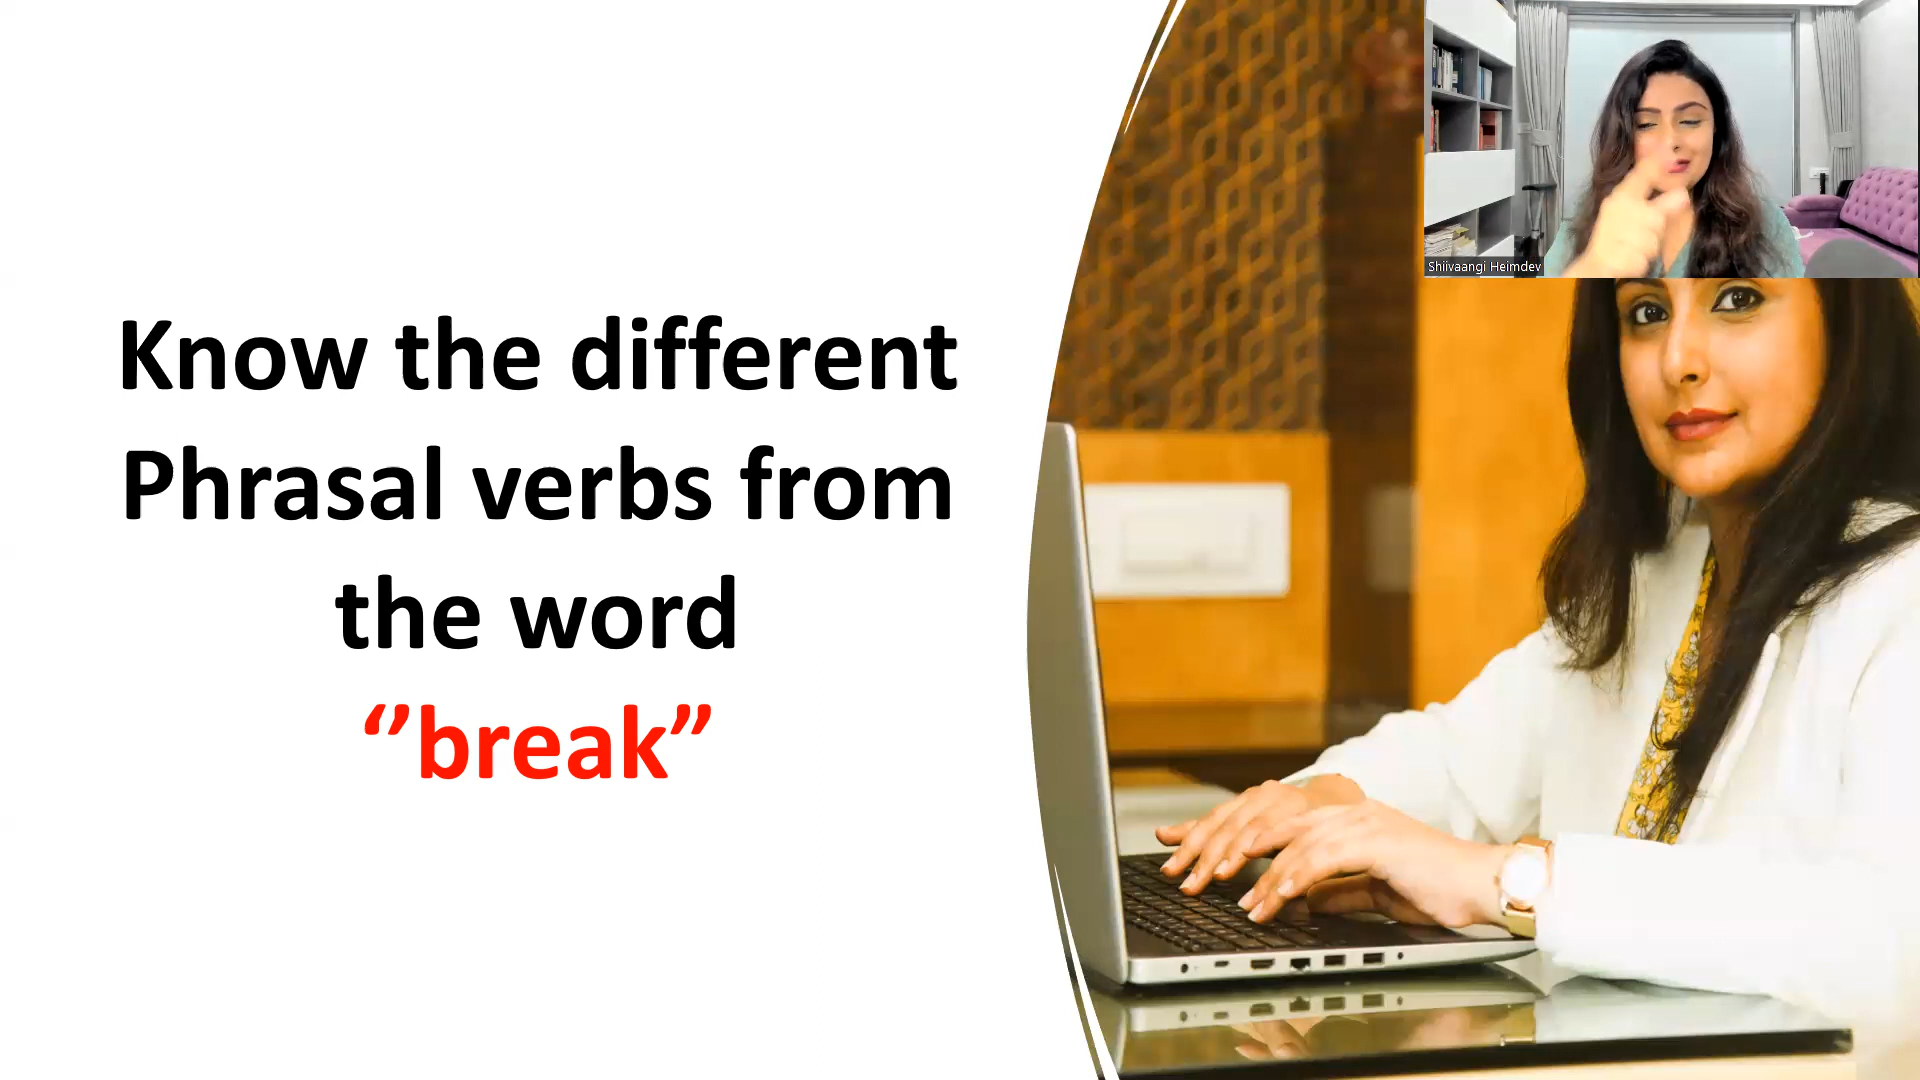 Know the different
Phrasal verbs from
the word
“break”
Shiivaangi Heimdev